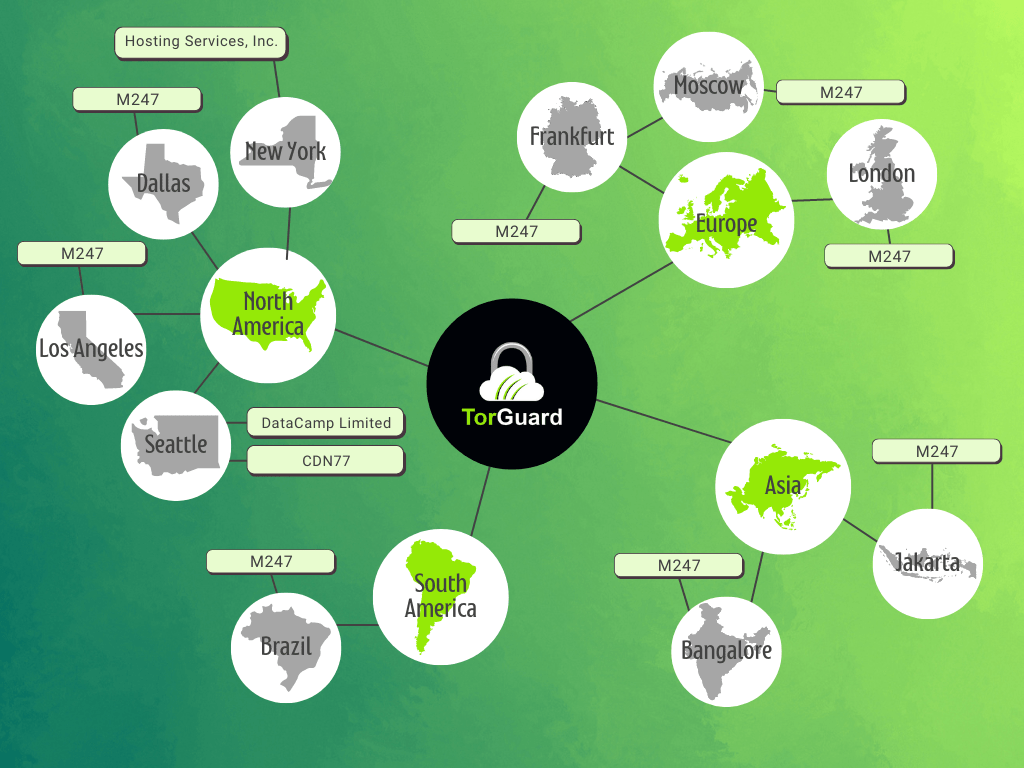 Hosting Services, Inc.
M247
New York
Dallas
M247
North
America
Los Angeles
Seattle
DataCamp Limited
CDN77
Moscow
M247
Frankfurt
London
M247
Europe
M247
TorGuard
M247
Brazil
South
America
Asia
M247
Jakarta
M247
Bangalore